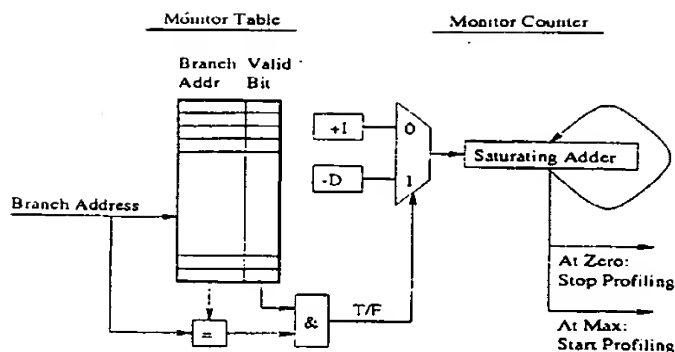 Monitor Table
Monitor Counter
Branch Valid
Addr Bit
+I
0
-D
1
Saturating Adder
Branch Address
At Zero:
Stop Profiling
=
&
T/F
At Max:
Start Profiling